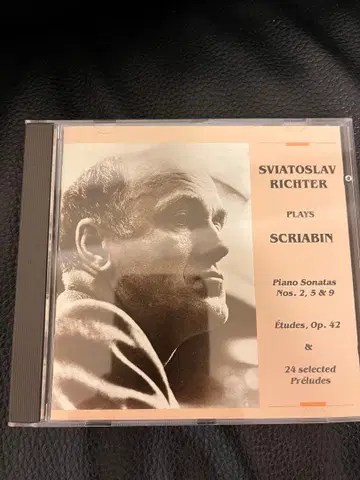 SVIATOSLAV
RICHTER
PLAYS
SCRIABIN
Piano Sonatas
Nos. 2, 5 & 9
Études, Op. 42
&
24 selected
Préludes